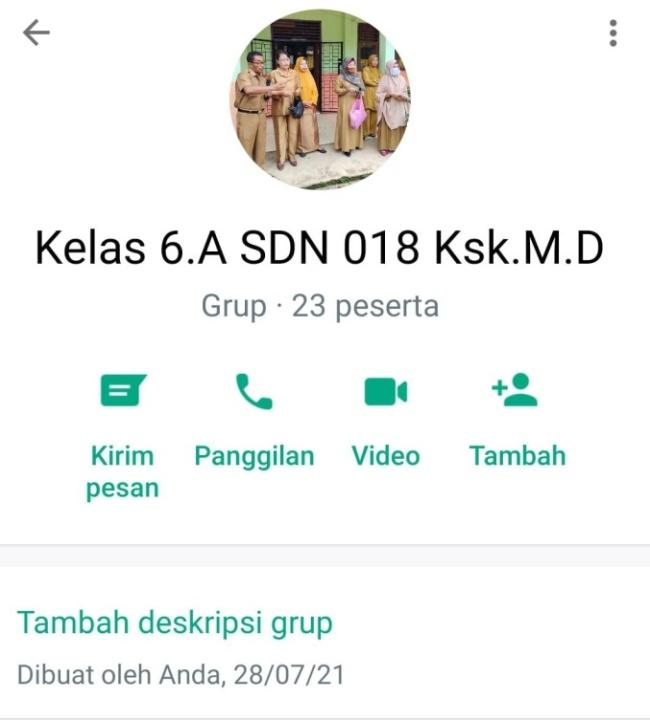 Kelas 6.A SDN 018 Ksk.M.D
Grup · 23 peserta
Kirim pesan
Panggilan
Video
Tambah
Tambah deskripsi grup
Dibuat oleh Anda, 28/07/21